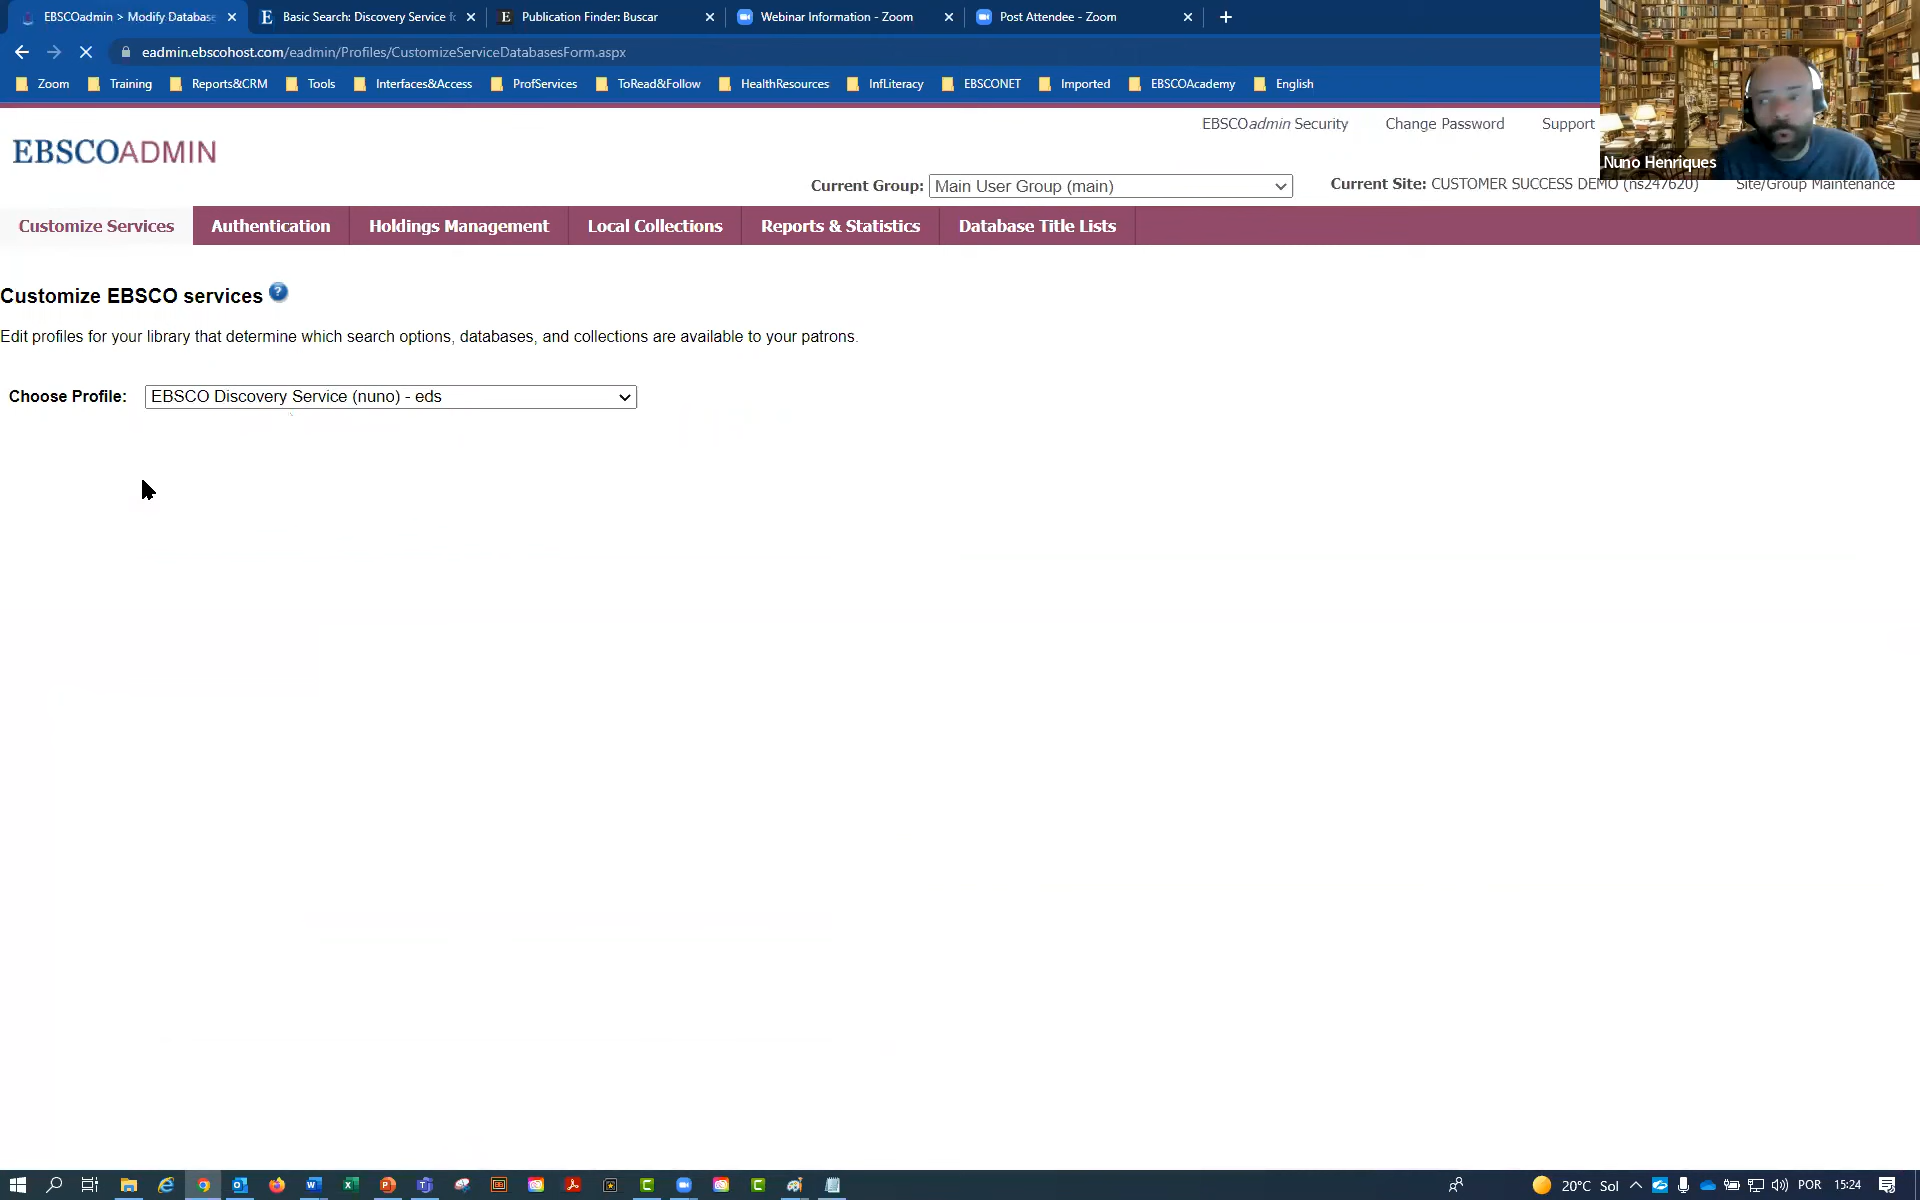 EBSCOadmin > Modify Databas
Basic Search: Discovery Service f
Publication Finder: Buscar
Webinar Information - Zoom
Post Attendee - Zoom
eadmin.ebscohost.com/eadmin/Profiles/CustomizeServiceDatabasesForm.aspx
Zoom Training Reports&CRM Tools Interfaces&Access ProfServices ToRead&Follow HealthResources InfLiteracy EBSCONET Imported EBSCOAcademy English
EBSCOadmin Security Change Password Support
EBSCOADMIN
Nuno Henriques
Current Group: Main User Group (main) Current Site: CUSTOMER SUCCESS DEMO (ns247620) Site/Group Maintenance
Customize Services Authentication Holdings Management Local Collections Reports & Statistics Database Title Lists
Customize EBSCO services ?
Edit profiles for your library that determine which search options, databases, and collections are available to your patrons.
Choose Profile: EBSCO Discovery Service (nuno) - eds
20°C Sol POR 15:24